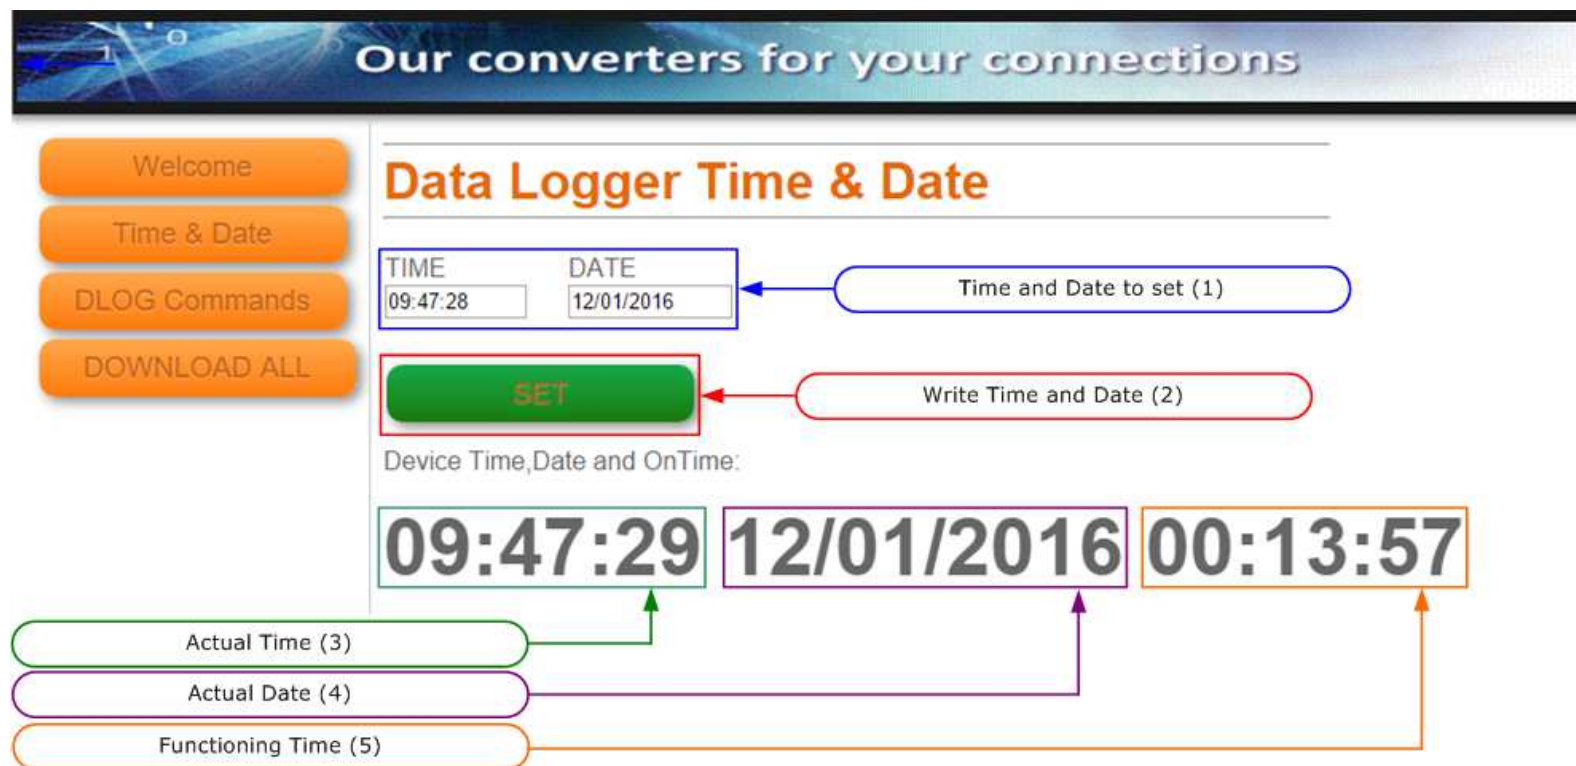 1 0
Our converters for your connections
Welcome
Time & Date
DLOG Commands
DOWNLOAD ALL
Data Logger Time & Date
TIME DATE
09:47:28 12/01/2016
Time and Date to set (1)
SET
Write Time and Date (2)
Device Time,Date and OnTime:
09:47:29 12/01/2016 00:13:57
Actual Time (3)
Actual Date (4)
Functioning Time (5)